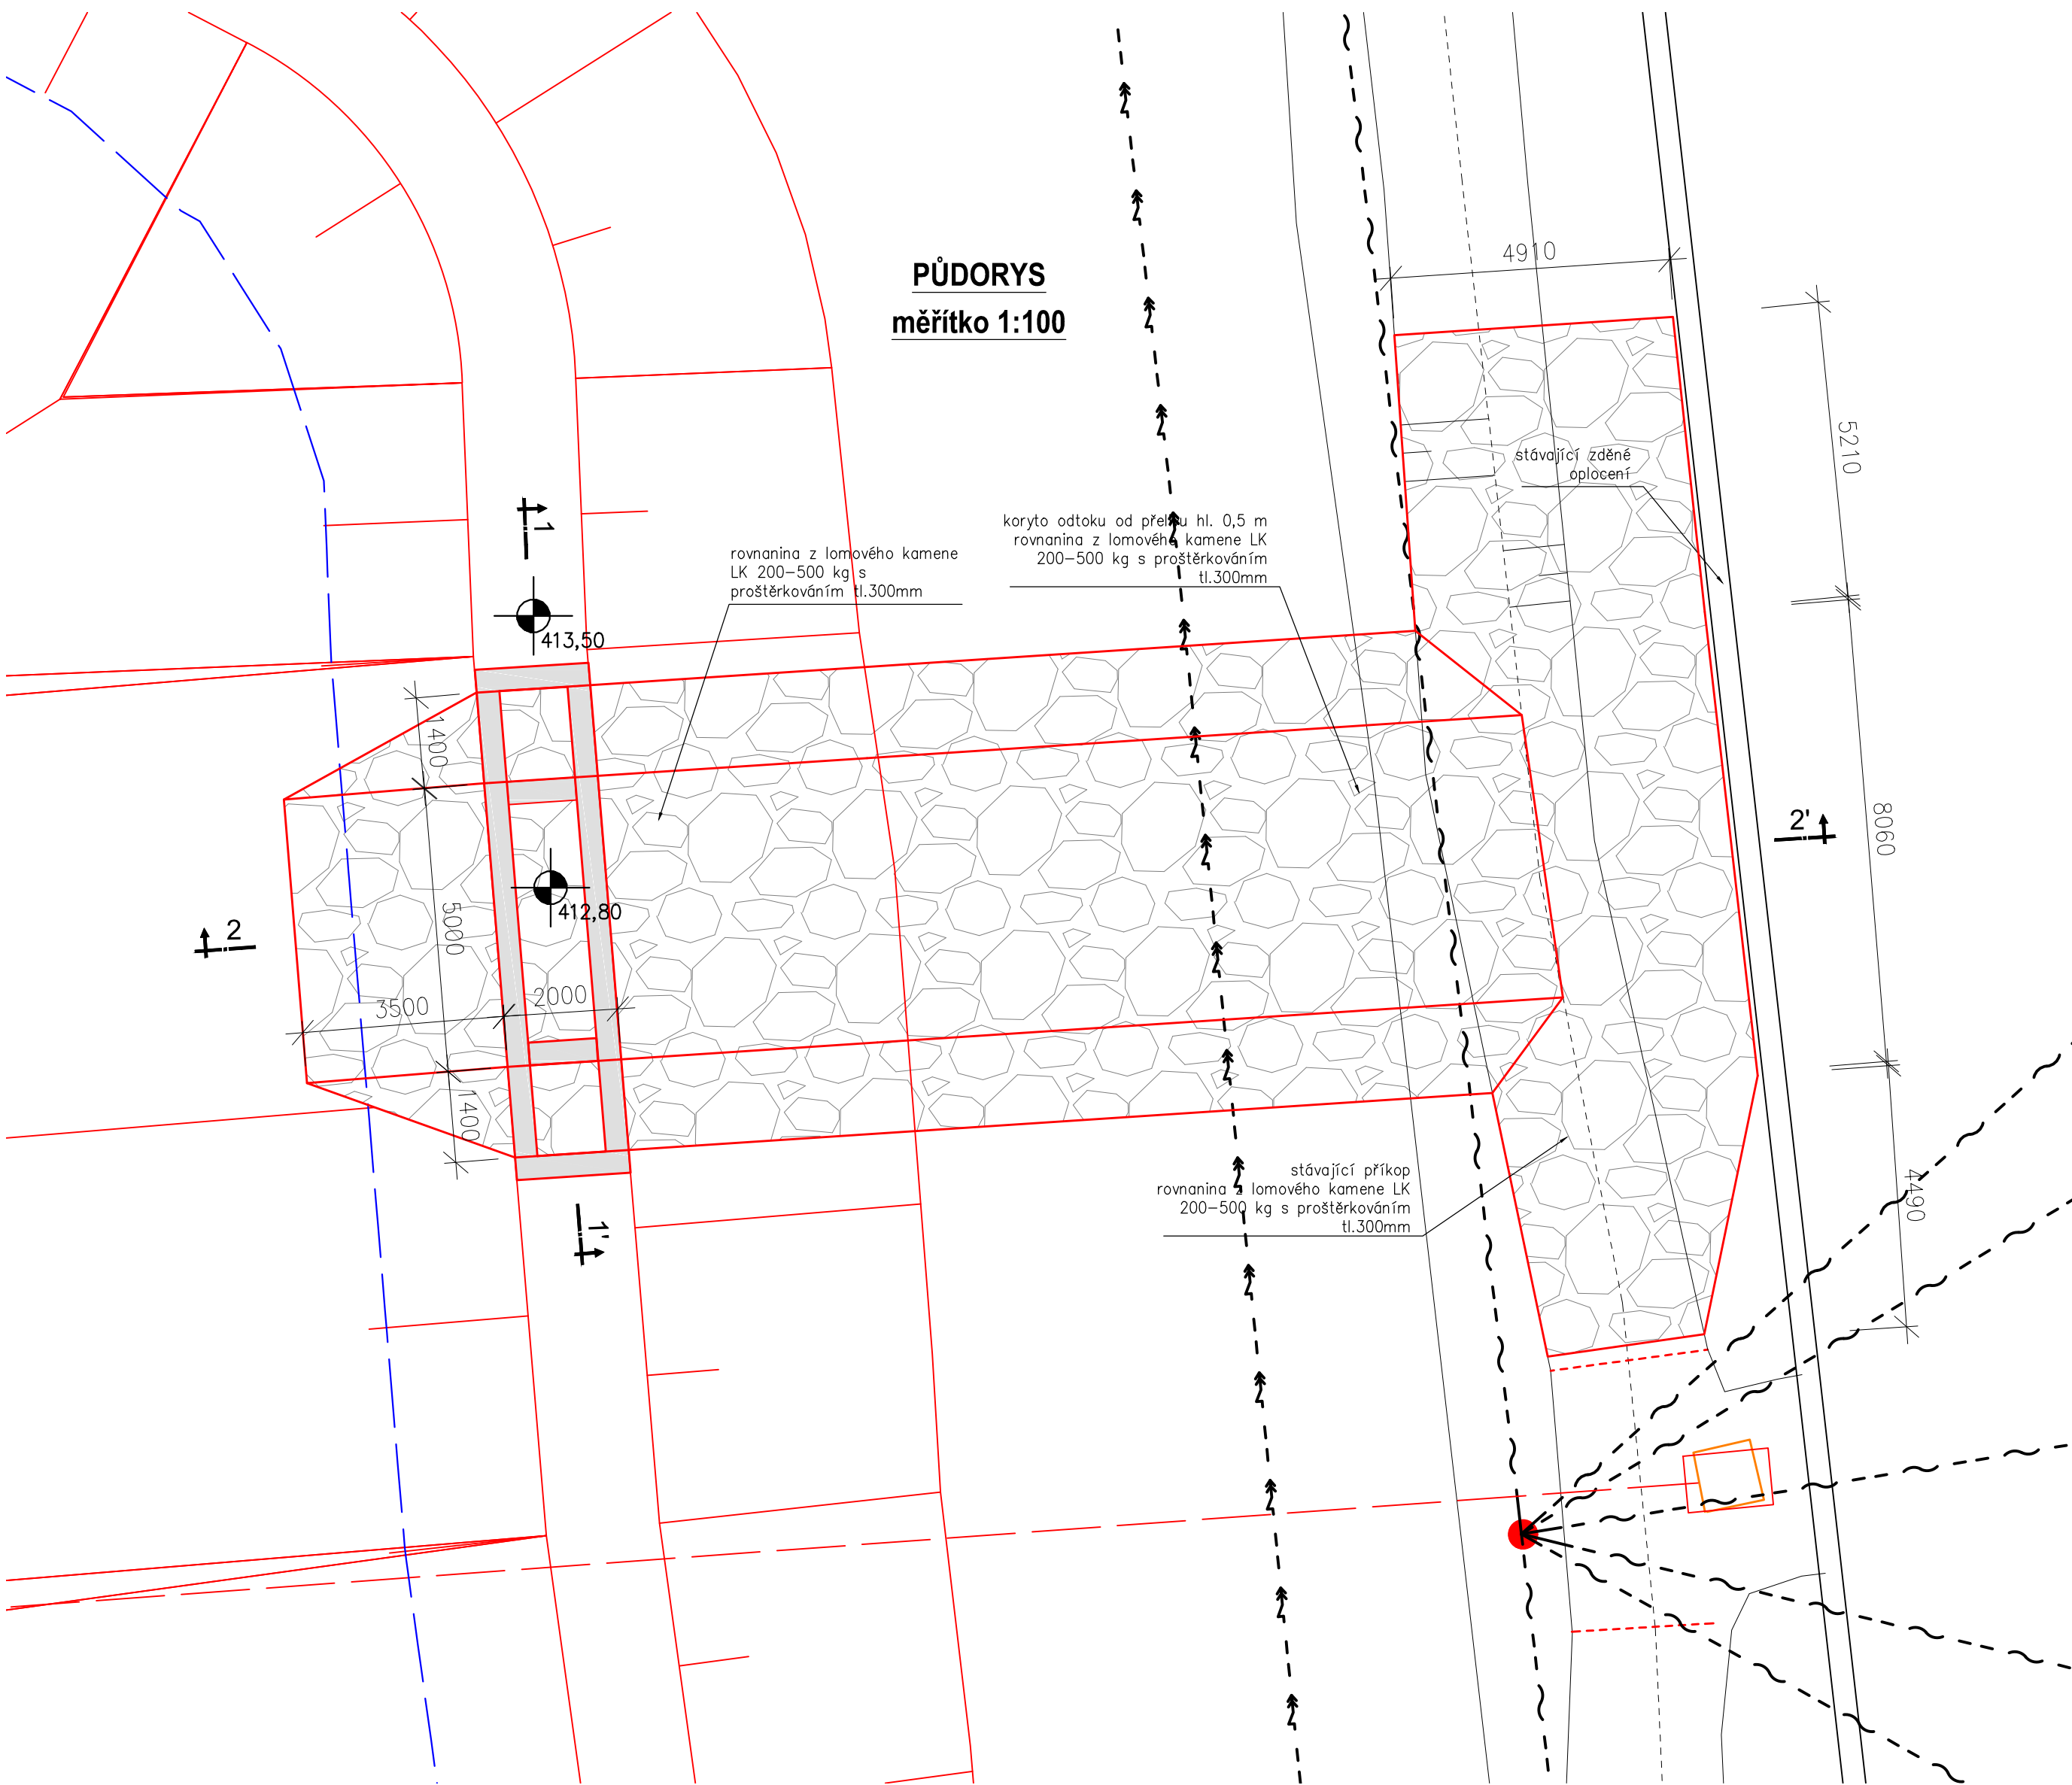 PŮDORYS
měřítko 1:100
4910
5210
stávající zděné
oplocení
1
koryto odtoku od přelivu hl. 0,5 m
rovnanina z lomového kamene LK
200–500 kg s proštěrkováním
tl.300mm
rovnanina z lomového kamene
LK 200–500 kg s
proštěrkováním tl.300mm
413,50
1400
8060
2'
412,80
5000
2
3500
2000
1400
stávající příkop
rovnanina z lomového kamene LK
200–500 kg s proštěrkováním
tl.300mm
4490
1'